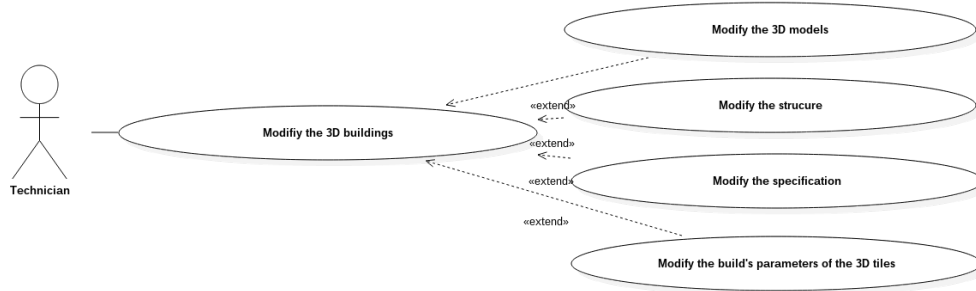 Modify the 3D models
«extend»
Modify the strucure
Modifiy the 3D buildings
«extend»
«extend»
Modify the specification
Technician
«extend»
Modify the build's parameters of the 3D tiles